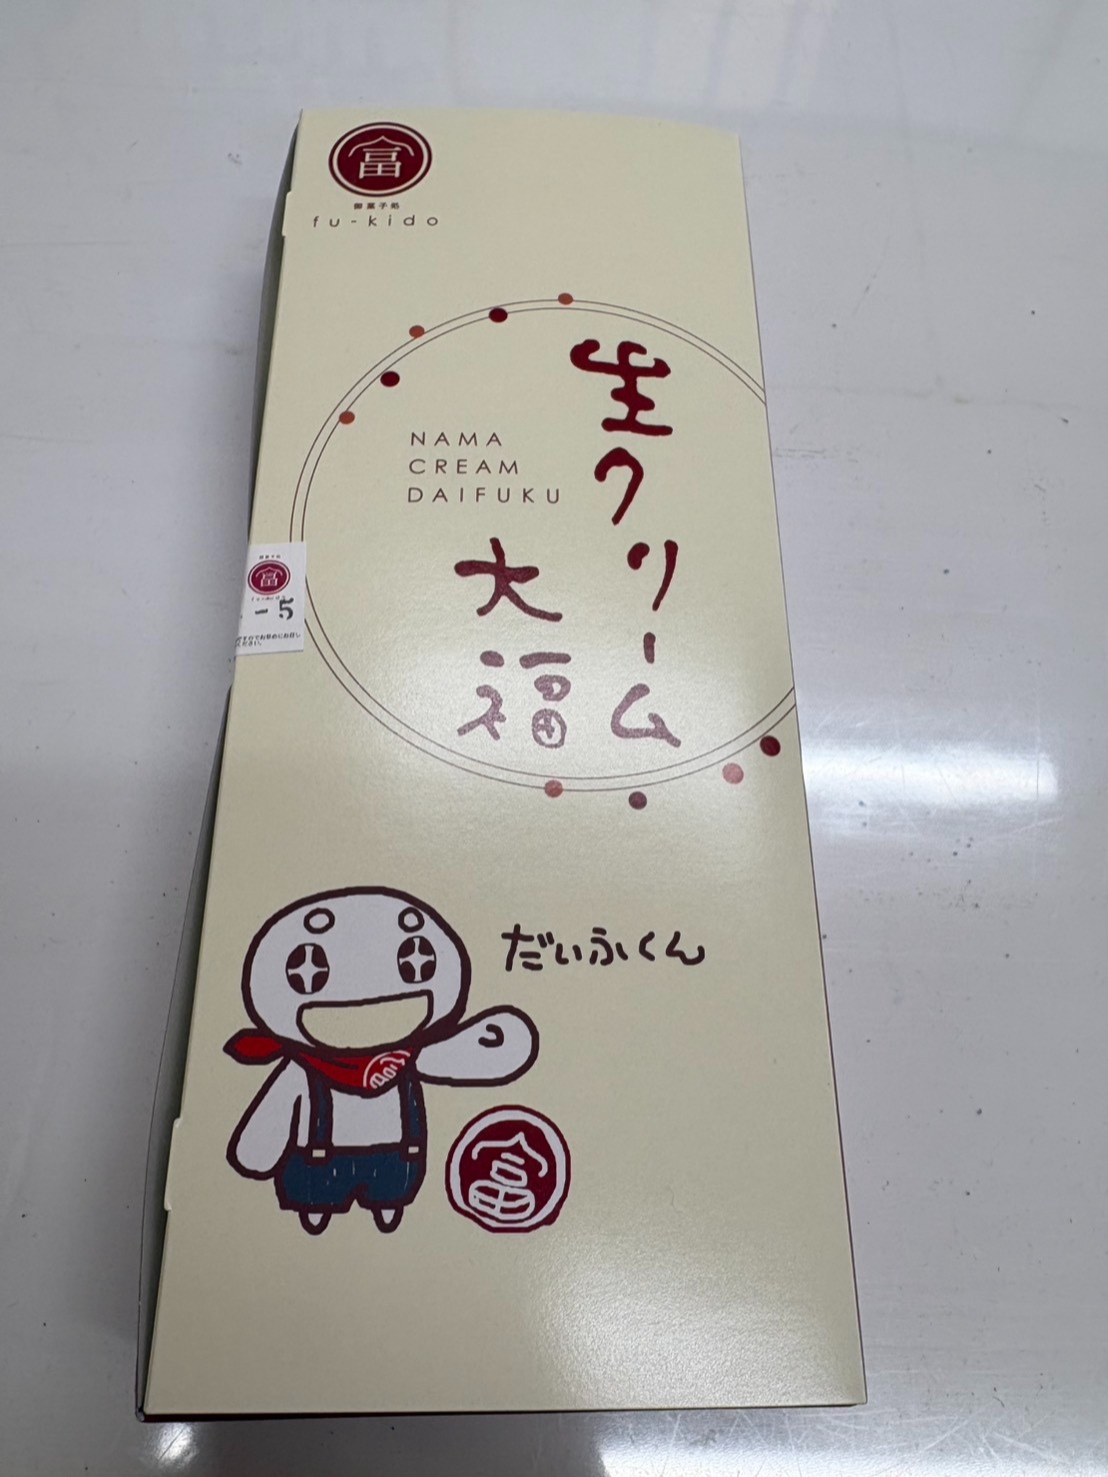 富
御菓子処
fu-kido
生クリーム
大福
NAMA
CREAM
DAIFUKU
富
-5
だいふくん
富